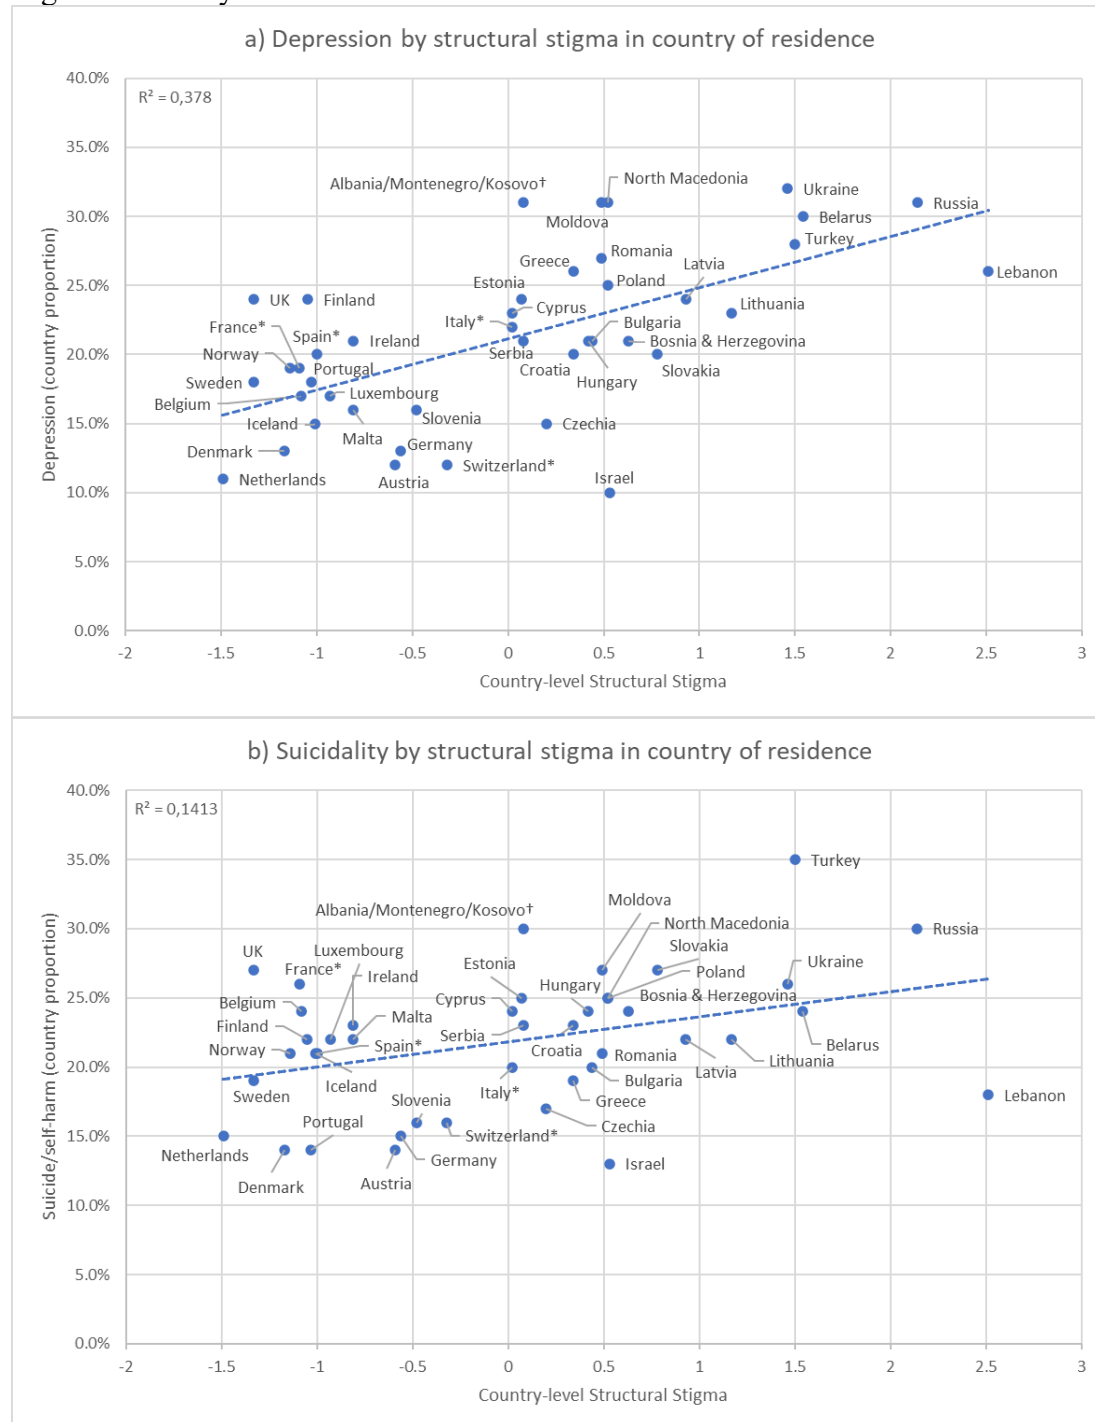 a) Depression by structural stigma in country of residence
40.0%
R² = 0,378
35.0%
Albania/Montenegro/Kosovo†
North Macedonia
Ukraine
Russia
30.0%
Moldova
Belarus
Turkey
Romania
Greece
Latvia
Lebanon
Estonia
Poland
25.0%
UK
Finland
Cyprus
Lithuania
France*
Spain*
Italy*
Bulgaria
Ireland
Bosnia & Herzegovina
20.0%
Norway
Serbia
Portugal
Croatia
Slovakia
Sweden
Hungary
Luxembourg
Belgium
Iceland
Slovenia
15.0%
Czechia
Malta
Denmark
Germany
Switzerland*
Netherlands
Austria
Israel
10.0%
5.0%
0.0%
Depression (country proportion)
-2
-1.5
-1
-0.5
0
0.5
1
1.5
2
2.5
3
Country-level Structural Stigma
b) Suicidality by structural stigma in country of residence
40.0%
R² = 0,1413
35.0%
Turkey
Moldova
Albania/Montenegro/Kosovo†
North Macedonia
30.0%
Russia
UK
Luxembourg
Slovakia
France*
Ireland
Estonia
Poland
Ukraine
Hungary
25.0%
Belgium
Cyprus
Bosnia & Herzegovina
Malta
Finland
Serbia
Belarus
Norway
Spain*
Croatia
Romania
Lithuania
20.0%
Iceland
Latvia
Sweden
Italy*
Bulgaria
Slovenia
Greece
Lebanon
Portugal
Czechia
15.0%
Switzerland*
Netherlands
Germany
Israel
Denmark
Austria
10.0%
5.0%
0.0%
Suicide/self-harm (country proportion)
-2
-1.5
-1
-0.5
0
0.5
1
1.5
2
2.5
3
Country-level Structural Stigma